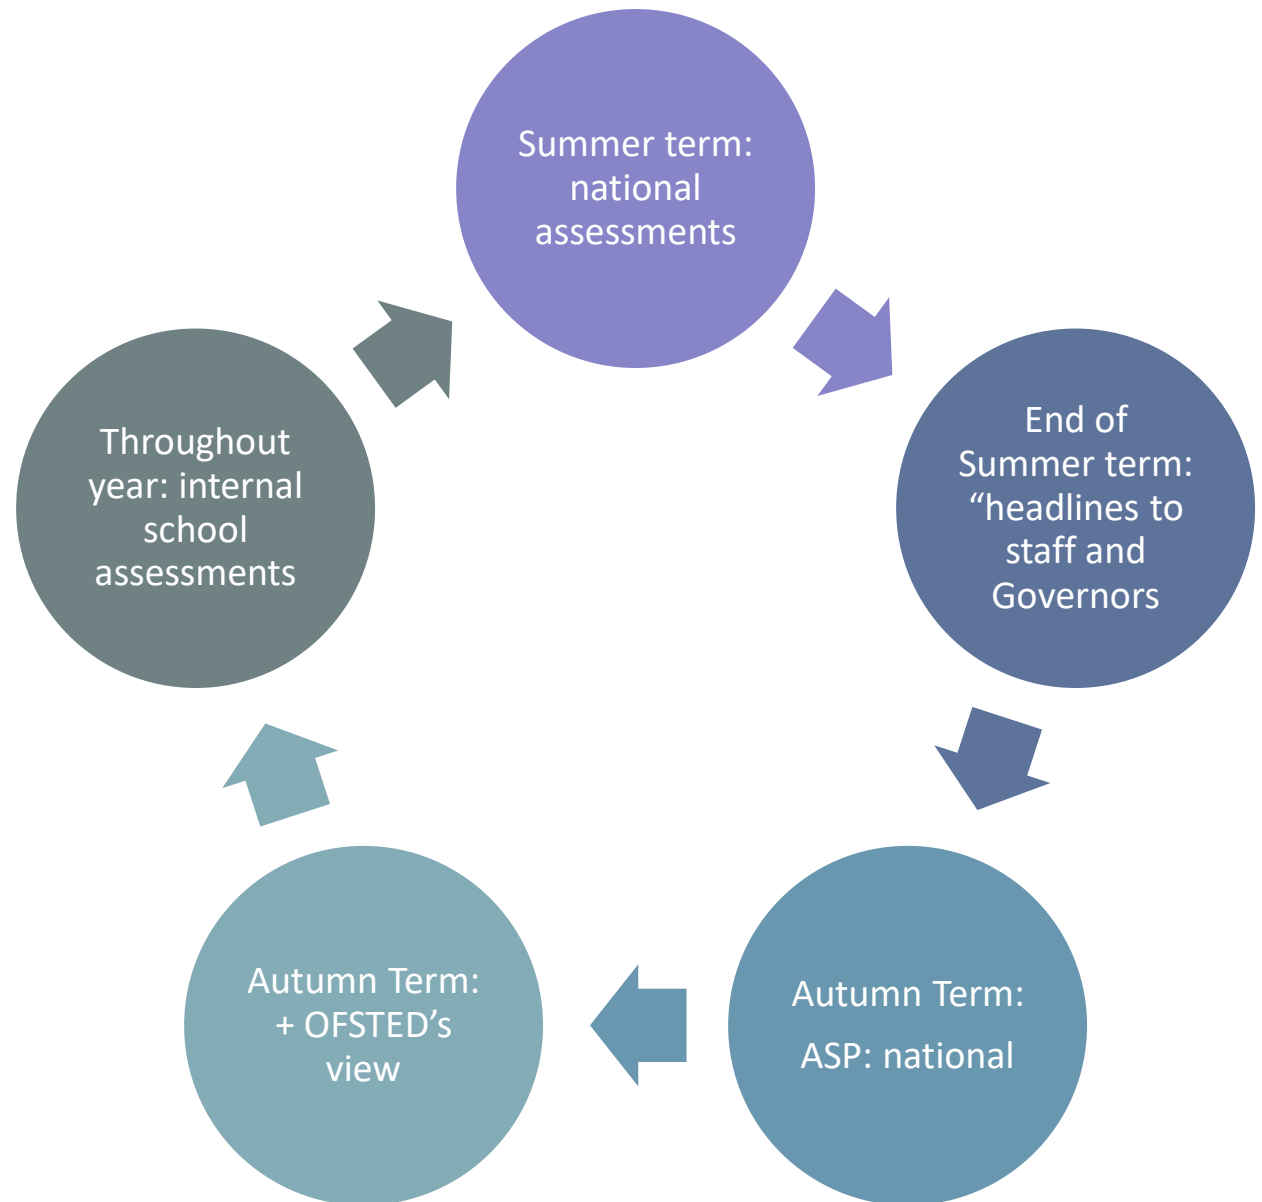 Summer term:
national
assessments
End of
Summer term:
“headlines to
staff and
Governors
Autumn Term:
ASP: national
Autumn Term:
+ OFSTED’s
view
Throughout
year: internal
school
assessments